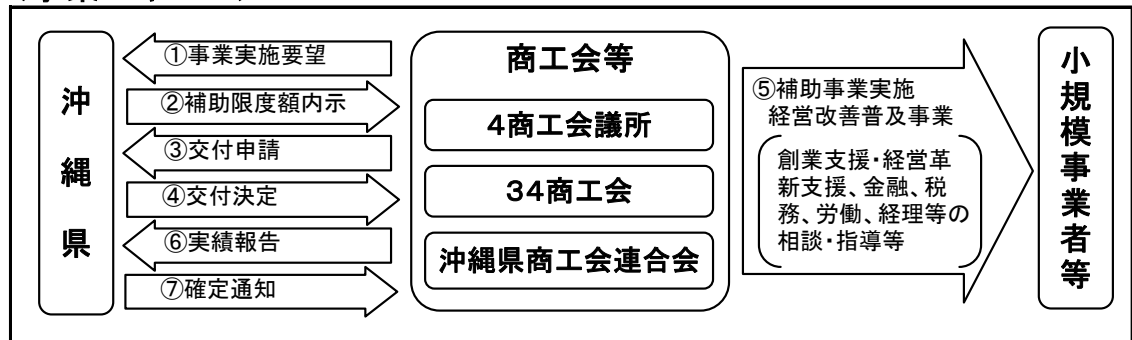 沖縄県
①事業実施要望
②補助限度額内示
③交付申請
④交付決定
⑥実績報告
⑦確定通知
商工会等
4商工会議所
34商工会
沖縄県商工会連合会
⑤補助事業実施
経営改善普及事業
創業支援・経営革
新支援、金融、税
務、労働、経理等の
相談・指導等
小規模事業者等